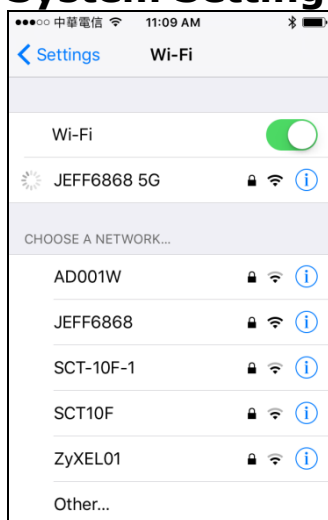 System Setting
中華電信 11:09 AM
Settings Wi-Fi
Wi-Fi
JEFF6868 5G
CHOOSE A NETWORK...
AD001W
JEFF6868
SCT-10F-1
SCT10F
ZyXEL01
Other...